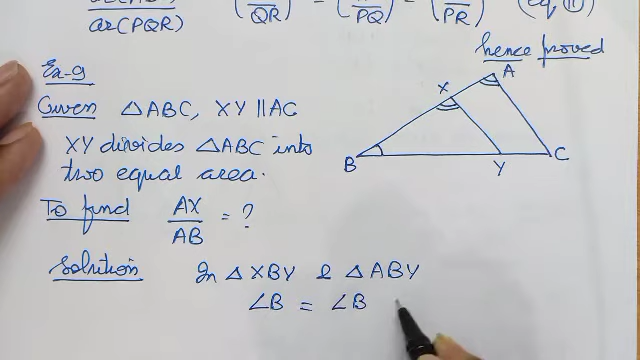 ar(PQR) (/QR) = (/PQ) = (/PR) (eq (ii))
hence proved
Ex-9
Given △ABC, XY || AC
XY divides △ABC into
two equal area.
To find AX/AB = ?
Solution In △XBY & △ABY
∠B = ∠B
A
X
B
Y
C